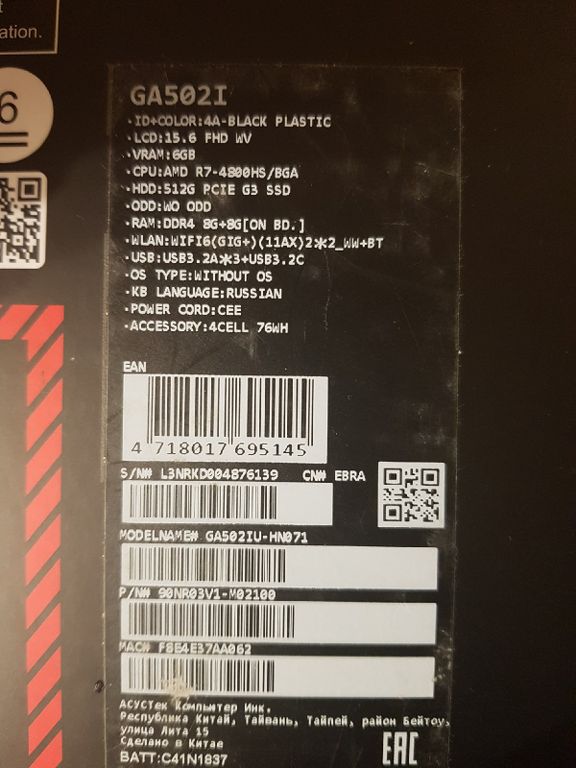 t
ation.
6
GA502I
·ID+COLOR:4A-BLACK PLASTIC
·LCD:15.6 FHD WV
·VRAM:6GB
·CPU:AMD R7-4800HS/BGA
·HDD:512G PCIE G3 SSD
·ODD:WO ODD
·RAM:DDR4 8G+8G[ON BD.]
·WLAN:WIFI6(GIG+)(11AX)2*2_WW+BT
·USB:USB3.2A*3+USB3.2C
·OS TYPE:WITHOUT OS
·KB LANGUAGE:RUSSIAN
·POWER CORD:CEE
·ACCESSORY:4CELL 76WH
EAN
4 718017 695145
S/N# L3NRKD004876139 CN# EBRA
MODELNAME# GA502IU-HN071
P/N# 90NR03V1-M02100
MAC# F8E4E37AA062
АСУСТек Компьютер Инк.
Республика Китай, Тайвань, Тайпей, район Бейтоу,
улица Лите 15
Сделано в Китае
EAC
BATT:C41N1837